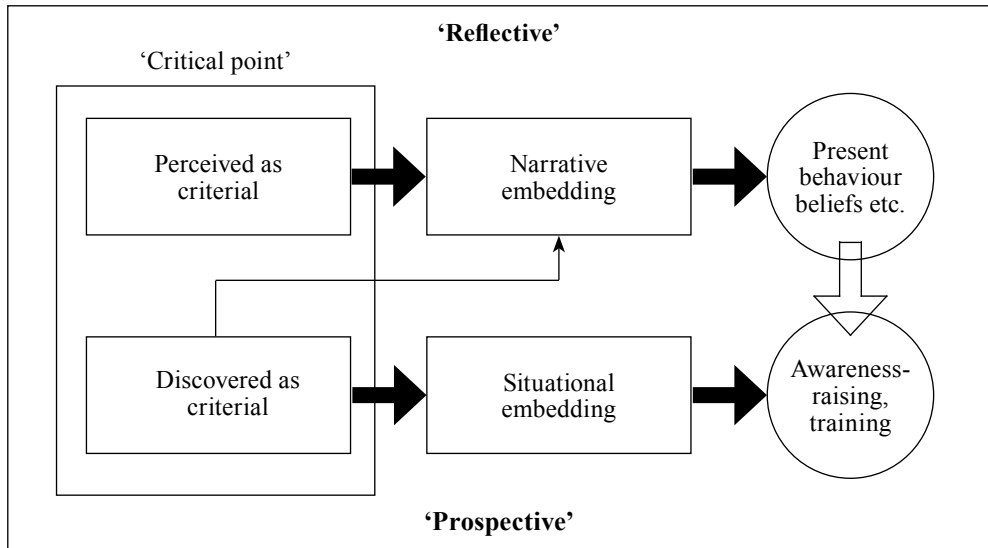 ‘Reflective’
‘Critical point’
Perceived as
criterial
Narrative
embedding
Present
behaviour
beliefs etc.
Discovered as
criterial
Situational
embedding
Awareness-
raising,
training
‘Prospective’